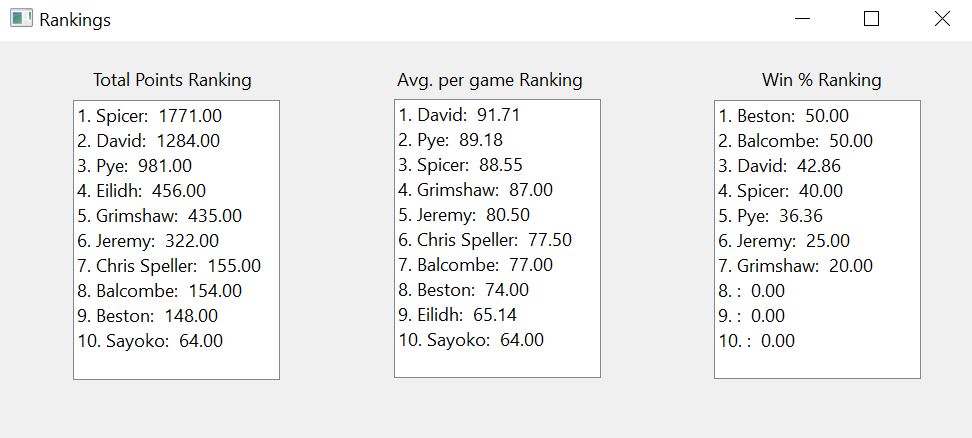 Rankings
Total Points Ranking
1. Spicer:  1771.00
2. David:  1284.00
3. Pye:  981.00
4. Eilidh:  456.00
5. Grimshaw:  435.00
6. Jeremy:  322.00
7. Chris Speller:  155.00
8. Balcombe:  154.00
9. Beston:  148.00
10. Sayoko:  64.00
Avg. per game Ranking
1. David:  91.71
2. Pye:  89.18
3. Spicer:  88.55
4. Grimshaw:  87.00
5. Jeremy:  80.50
6. Chris Speller:  77.50
7. Balcombe:  77.00
8. Beston:  74.00
9. Eilidh:  65.14
10. Sayoko:  64.00
Win % Ranking
1. Beston:  50.00
2. Balcombe:  50.00
3. David:  42.86
4. Spicer:  40.00
5. Pye:  36.36
6. Jeremy:  25.00
7. Grimshaw:  20.00
8. :  0.00
9. :  0.00
10. :  0.00